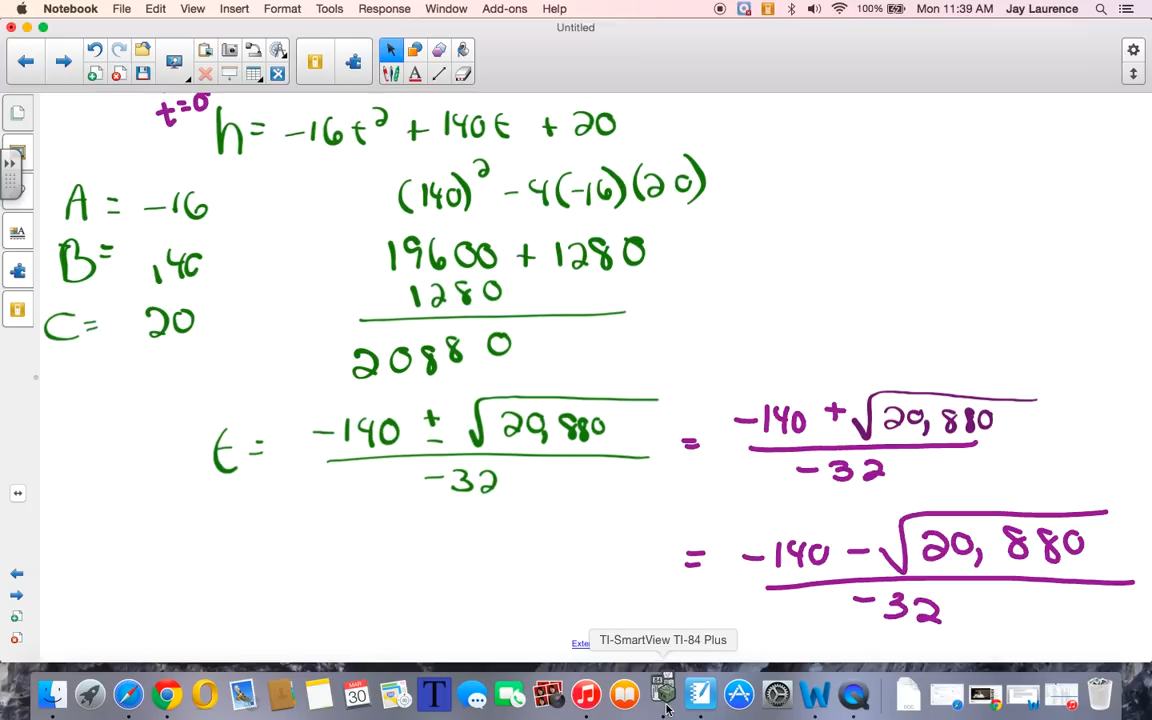 Notebook File Edit View Insert Format Tools Response Window Add-ons Help 100% Mon 11:39 AM Jay Laurence
Untitled
t=0
h= -16t² + 140t + 20
(140)² -4(-16)(20)
A = -16
19600 + 1280
B= 140
1280
C= 20
20880
t= -140 ± √20,880 / -32
= -140 + √20,880 / -32
= -140 - √20,880 / -32
TI-SmartView TI-84 Plus
Exte
30